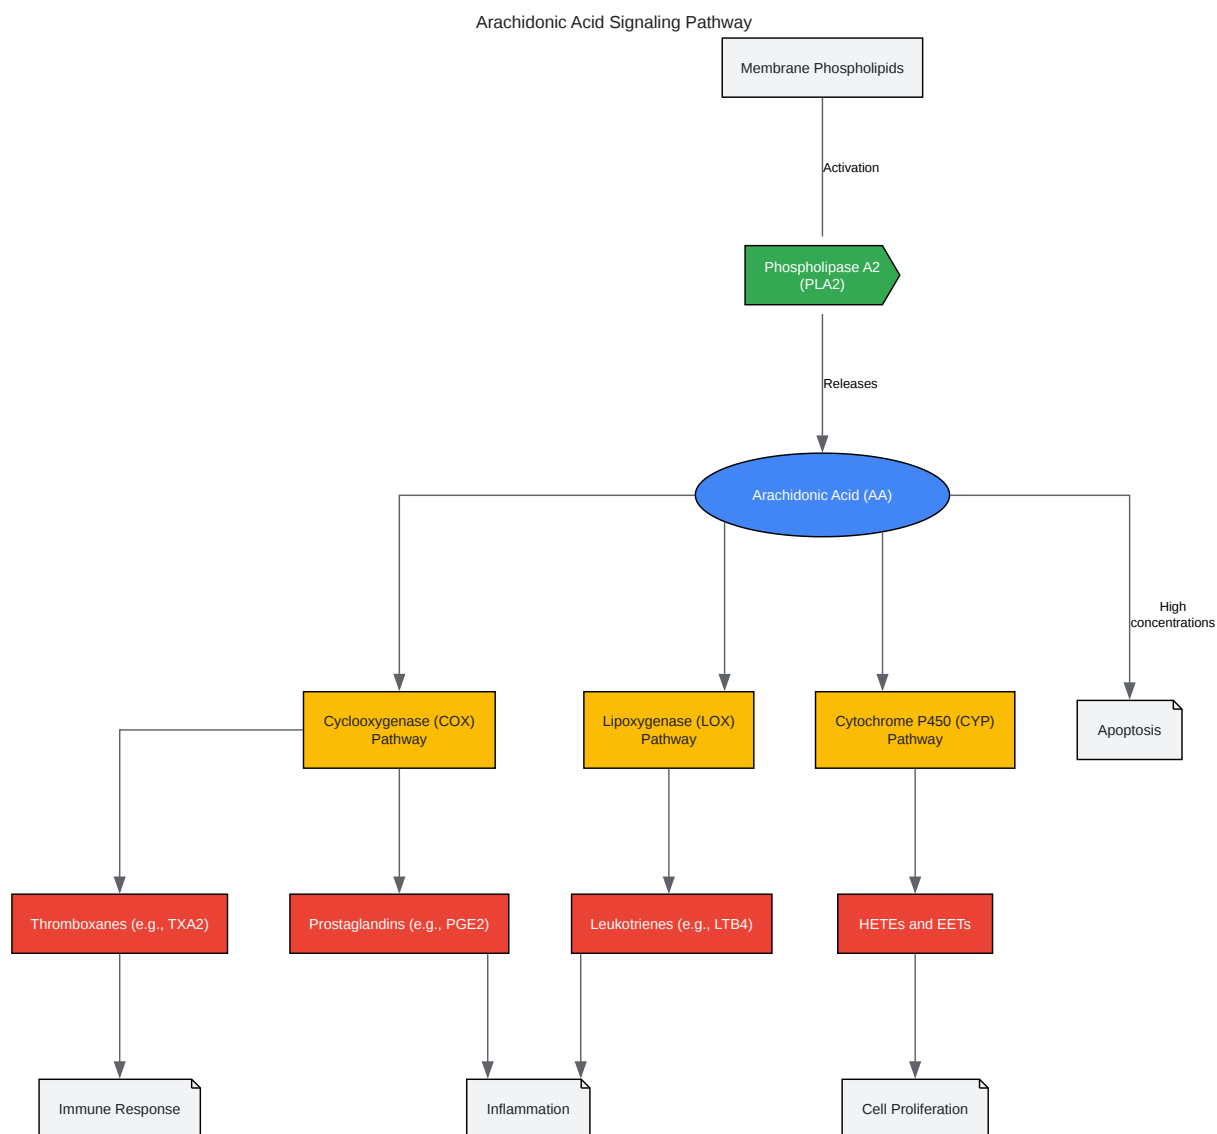 Arachidonic Acid Signaling Pathway
Membrane Phospholipids
Activation
Phospholipase A2
(PLA2)
Releases
Arachidonic Acid (AA)
High
concentrations
Cyclooxygenase (COX)
Pathway
Lipoxygenase (LOX)
Pathway
Cytochrome P450 (CYP)
Pathway
Apoptosis
Thromboxanes (e.g., TXA2)
Prostaglandins (e.g., PGE2)
Leukotrienes (e.g., LTB4)
HETEs and EETs
Immune Response
Inflammation
Cell Proliferation